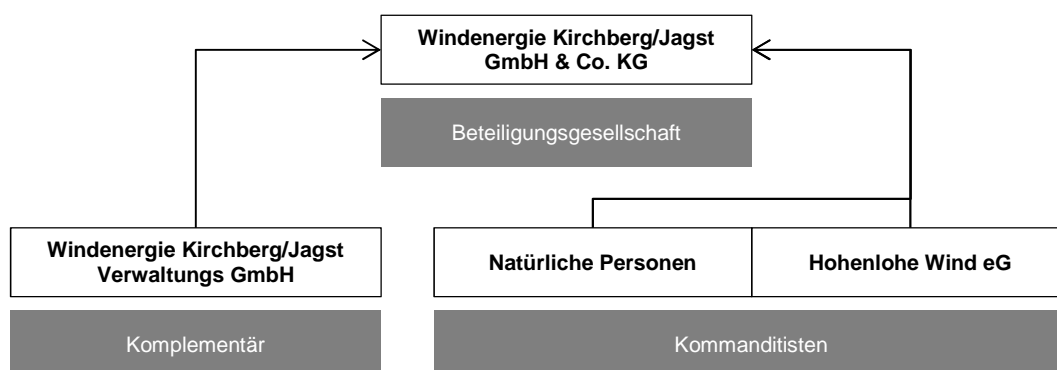 Windenergie Kirchberg/Jagst
GmbH & Co. KG
Beteiligungsgesellschaft
Windenergie Kirchberg/Jagst
Verwaltungs GmbH
Natürliche Personen
Hohenlohe Wind eG
Komplementär
Kommanditisten